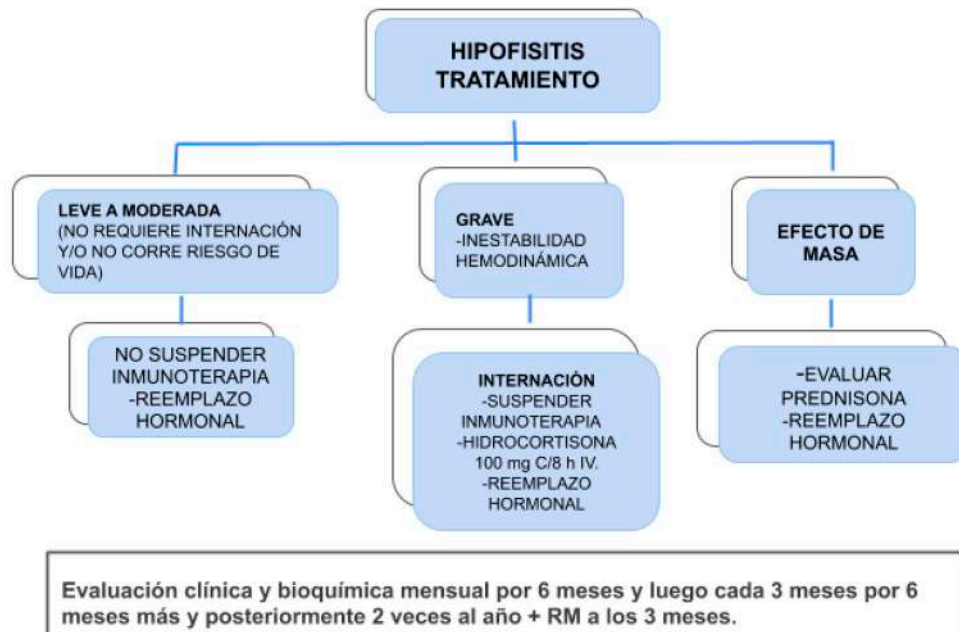 HIPOFISITIS
TRATAMIENTO
LEVE A MODERADA
(NO REQUIERE INTERNACIÓN
Y/O NO CORRE RIESGO DE
VIDA)
GRAVE
-INESTABILIDAD
HEMODINÁMICA
EFECTO DE
MASA
NO SUSPENDER
INMUNOTERAPIA
-REEMPLAZO
HORMONAL
INTERNACIÓN
-SUSPENDER
INMUNOTERAPIA
-HIDROCORTISONA
100 mg C/8 h IV.
-REEMPLAZO
HORMONAL
-EVALUAR
PREDNISONA
-REEMPLAZO
HORMONAL
Evaluación clínica y bioquímica mensual por 6 meses y luego cada 3 meses por 6
meses más y posteriormente 2 veces al año + RM a los 3 meses.